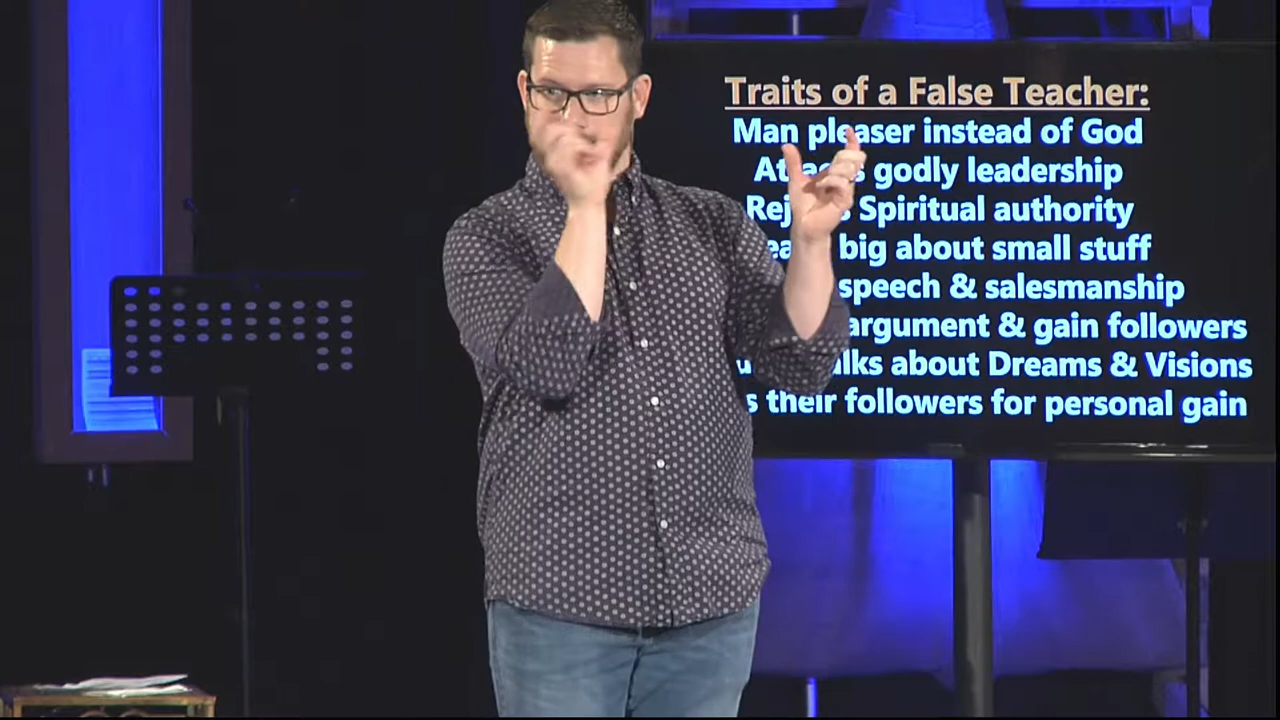 Traits of a False Teacher:
Man pleaser instead of God
godly leadership
Spiritual authority
big about small stuff
speech & salesmanship
argument & gain followers
about Dreams & Visions
their followers for personal gain